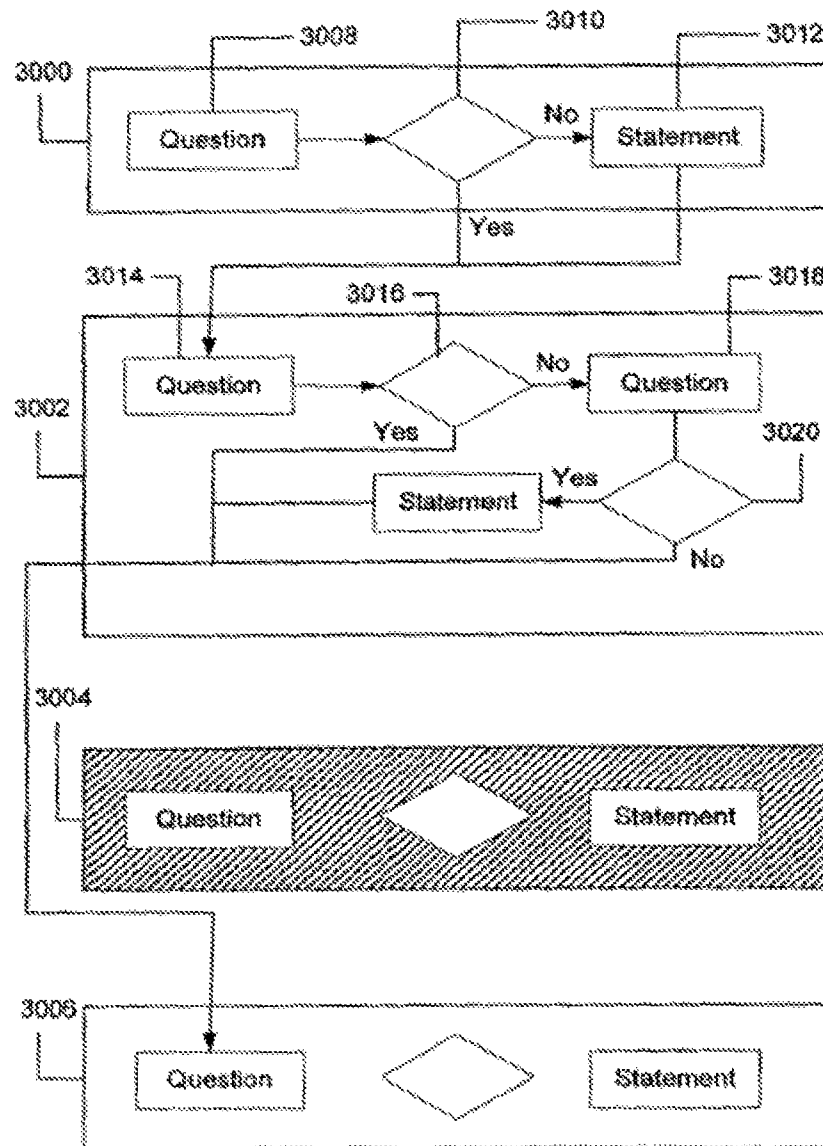 3008
3010
3012
3000
Question
No
Statement
Yes
3014
3016
3018
Question
No
Question
3002
Yes
3020
Statement
Yes
No
3004
Question
Statement
3006
Question
Statement